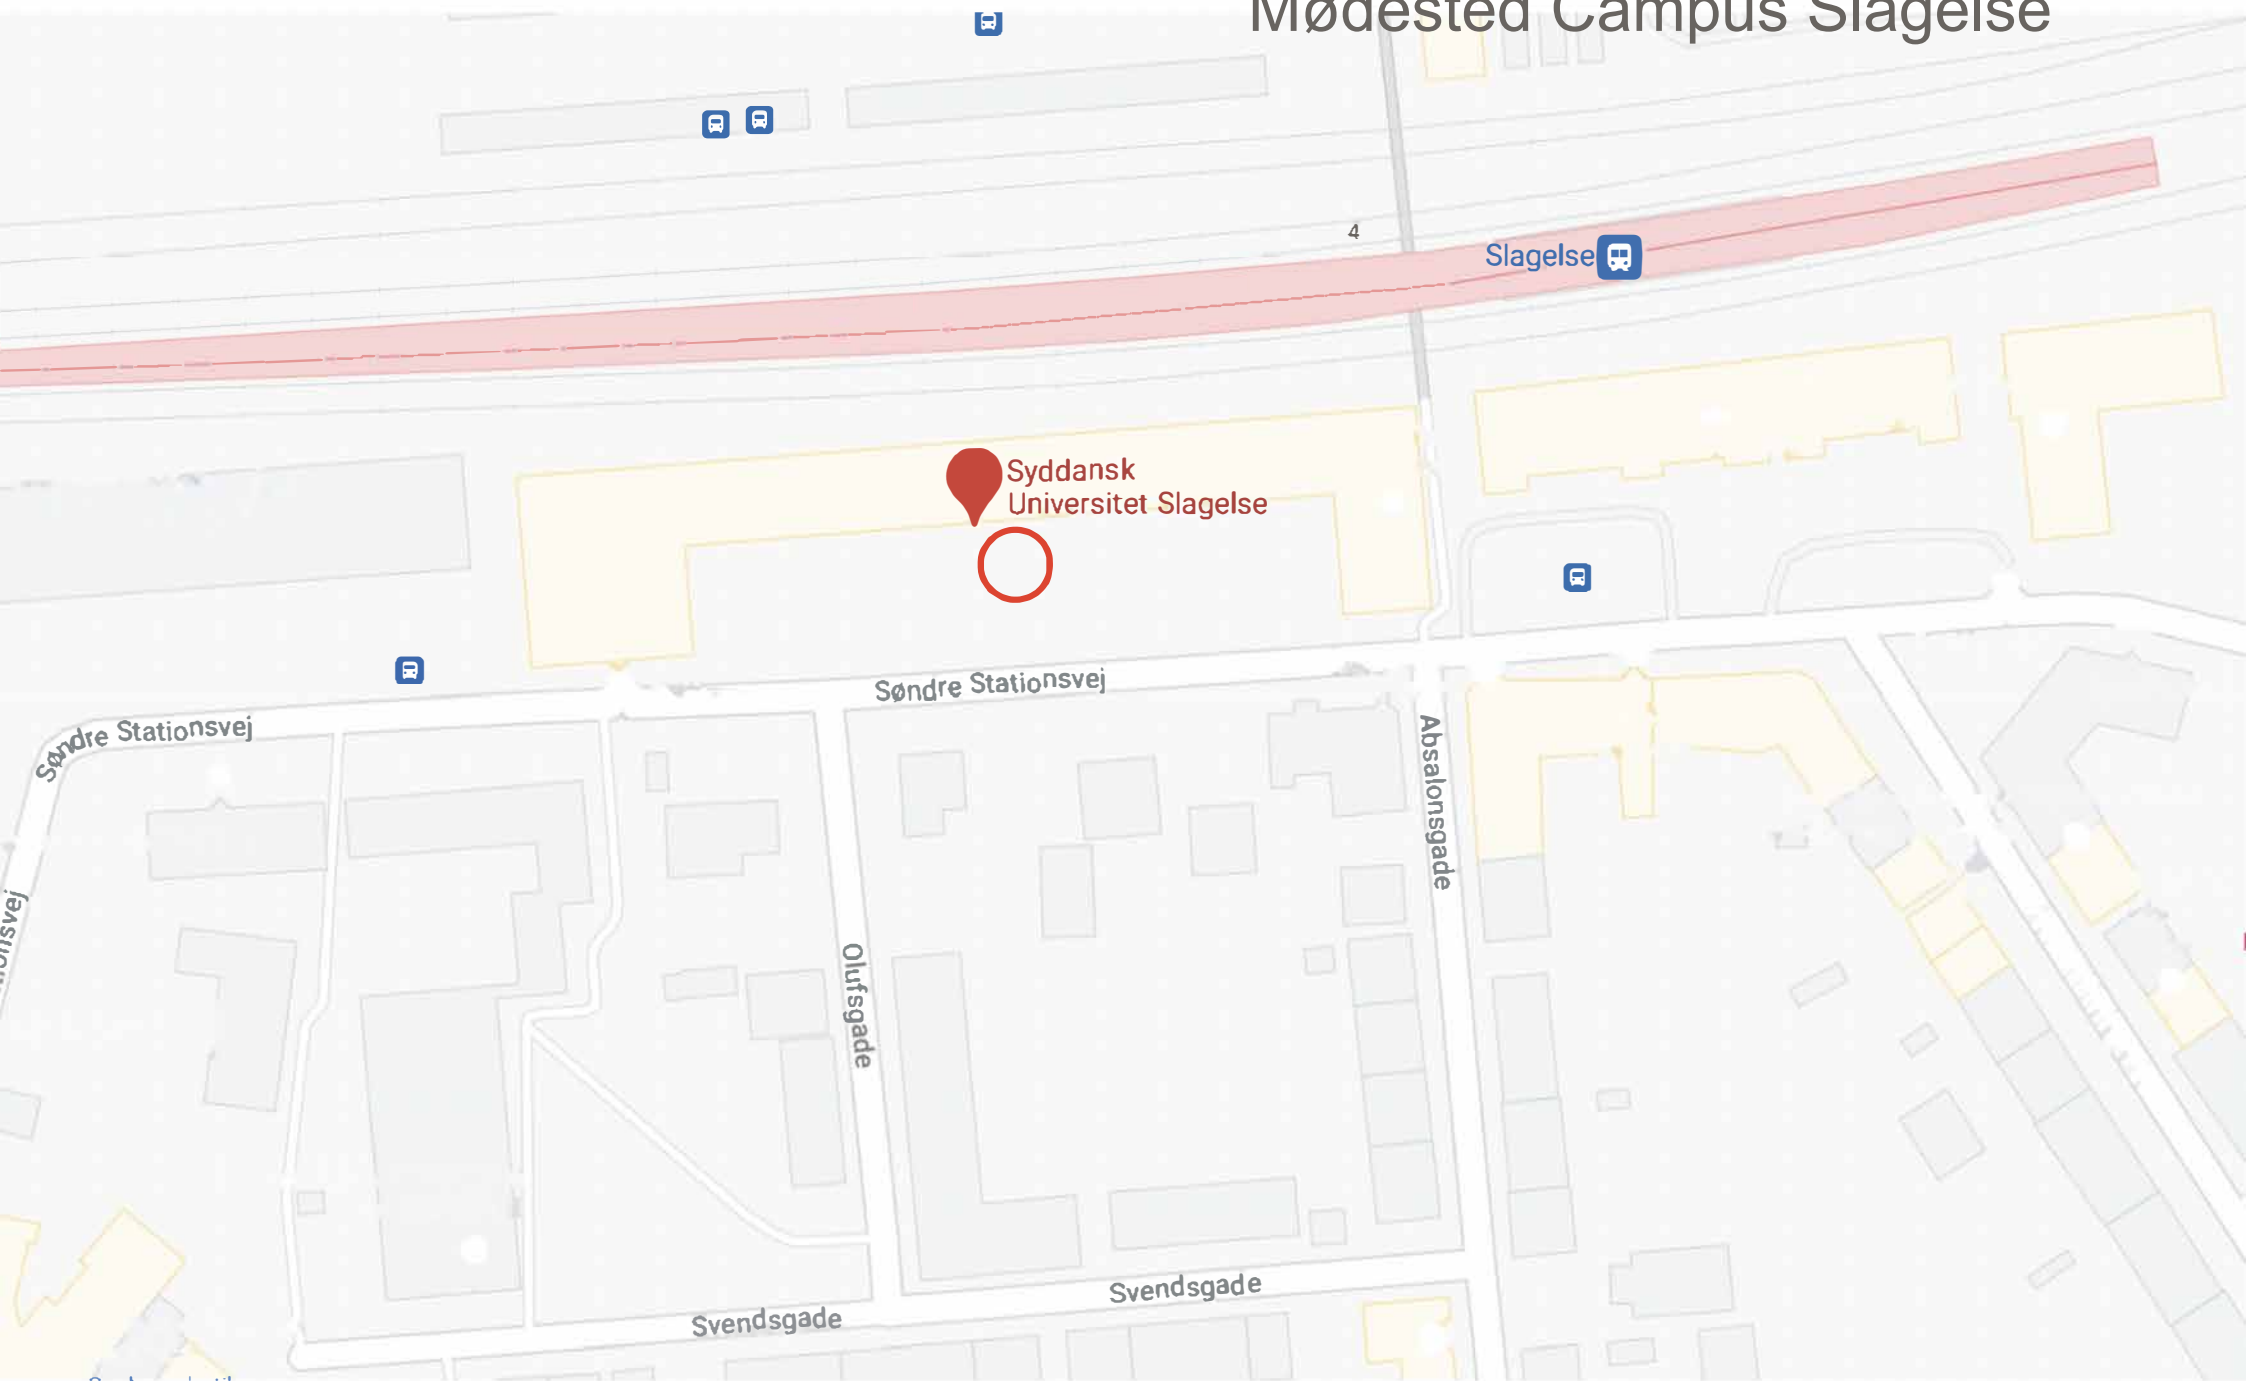 Mødested Campus Slagelse
4
Slagelse
Syddansk
Universitet Slagelse
Søndre Stationsvej
Søndre Stationsvej
Absalonsgade
Olufsgade
Svendsgade
Svendsgade